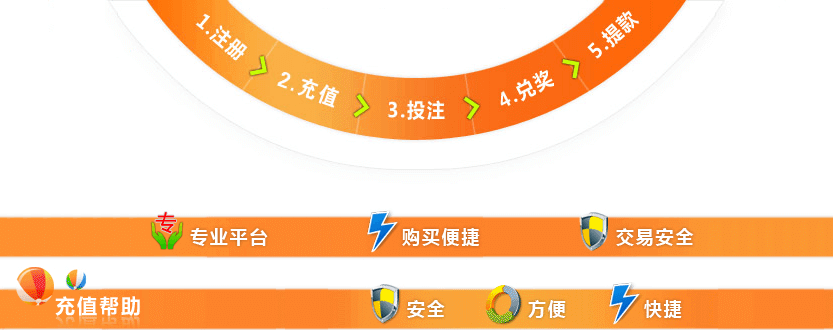 1.注册
2.充值
3.投注
4.兑奖
5.提款
专 专业平台 购买便捷 交易安全
充值帮助 安全 方便 快捷